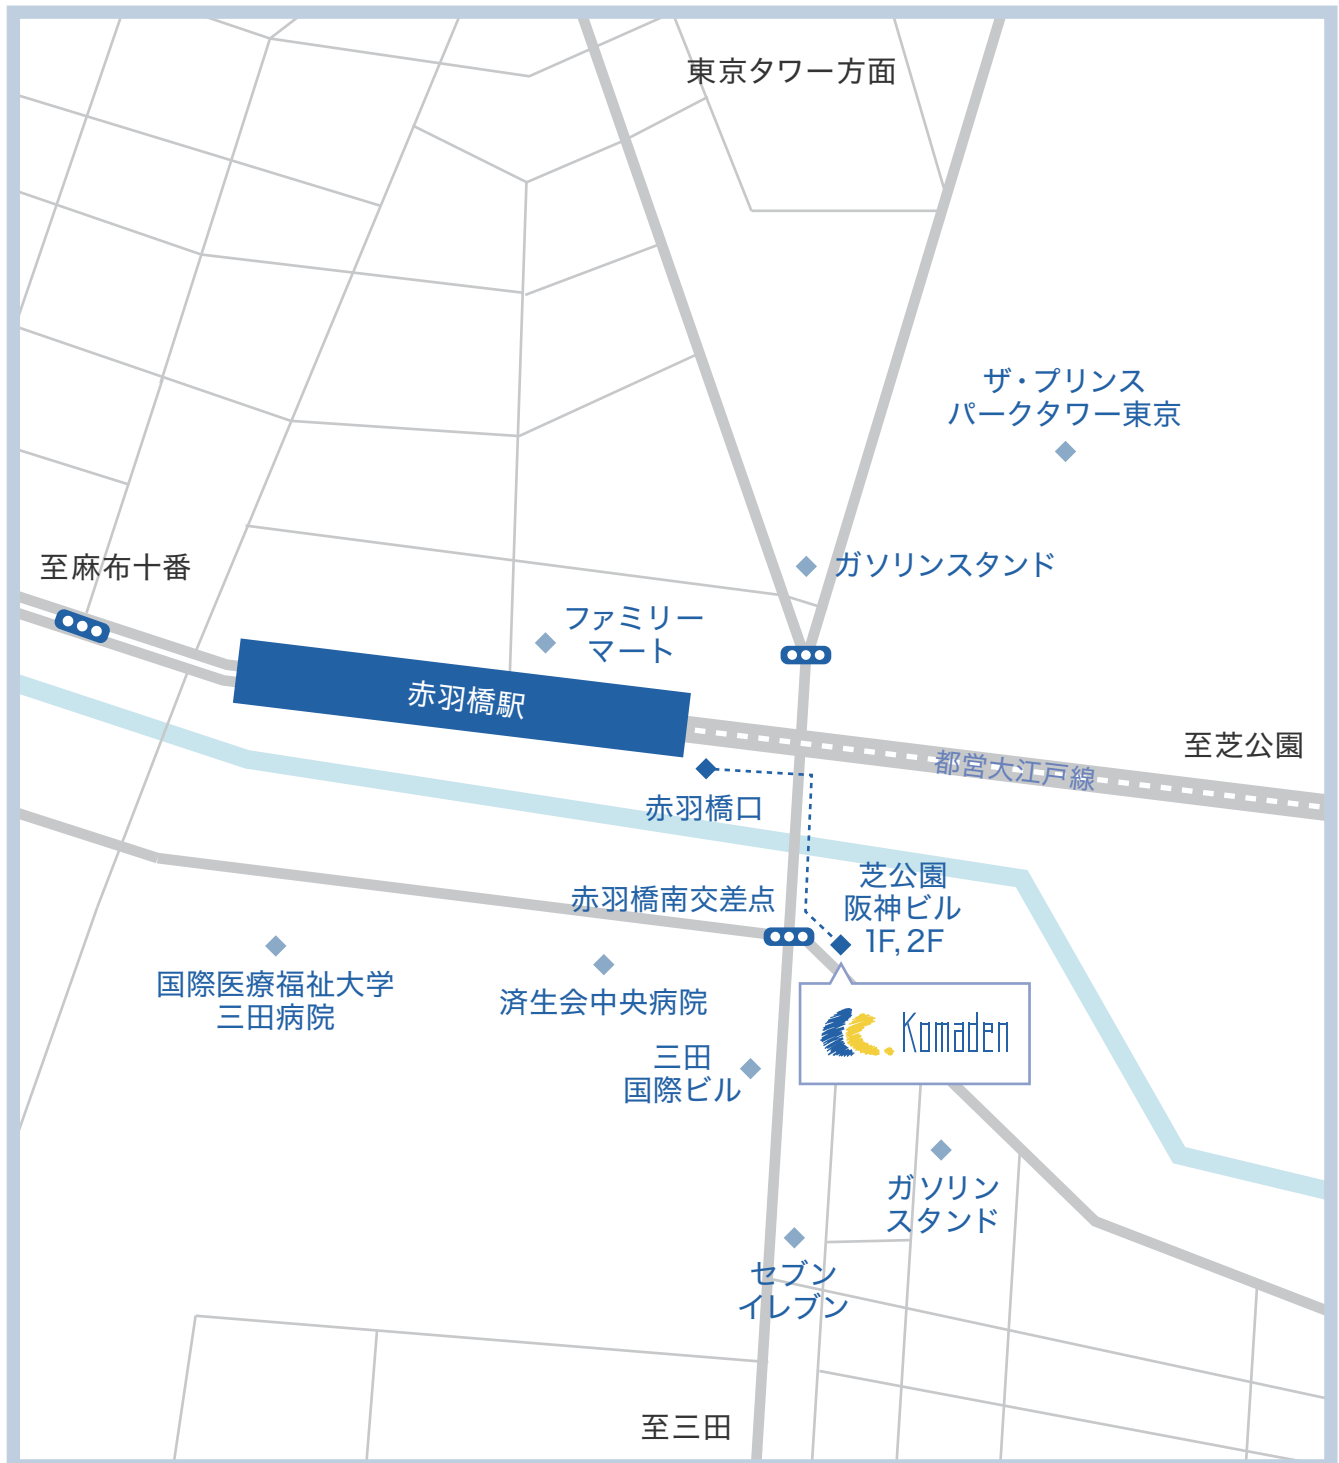 東京タワー方面
ザ・プリンス
パークタワー東京
ガソリンスタンド
至麻布十番
ファミリー
マート
赤羽橋駅
至芝公園
都営大江戸線
赤羽橋口
芝公園
阪神ビル
1F, 2F
赤羽橋南交差点
国際医療福祉大学
三田病院
済生会中央病院
Komaden
三田
国際ビル
ガソリン
スタンド
セブン
イレブン
至三田